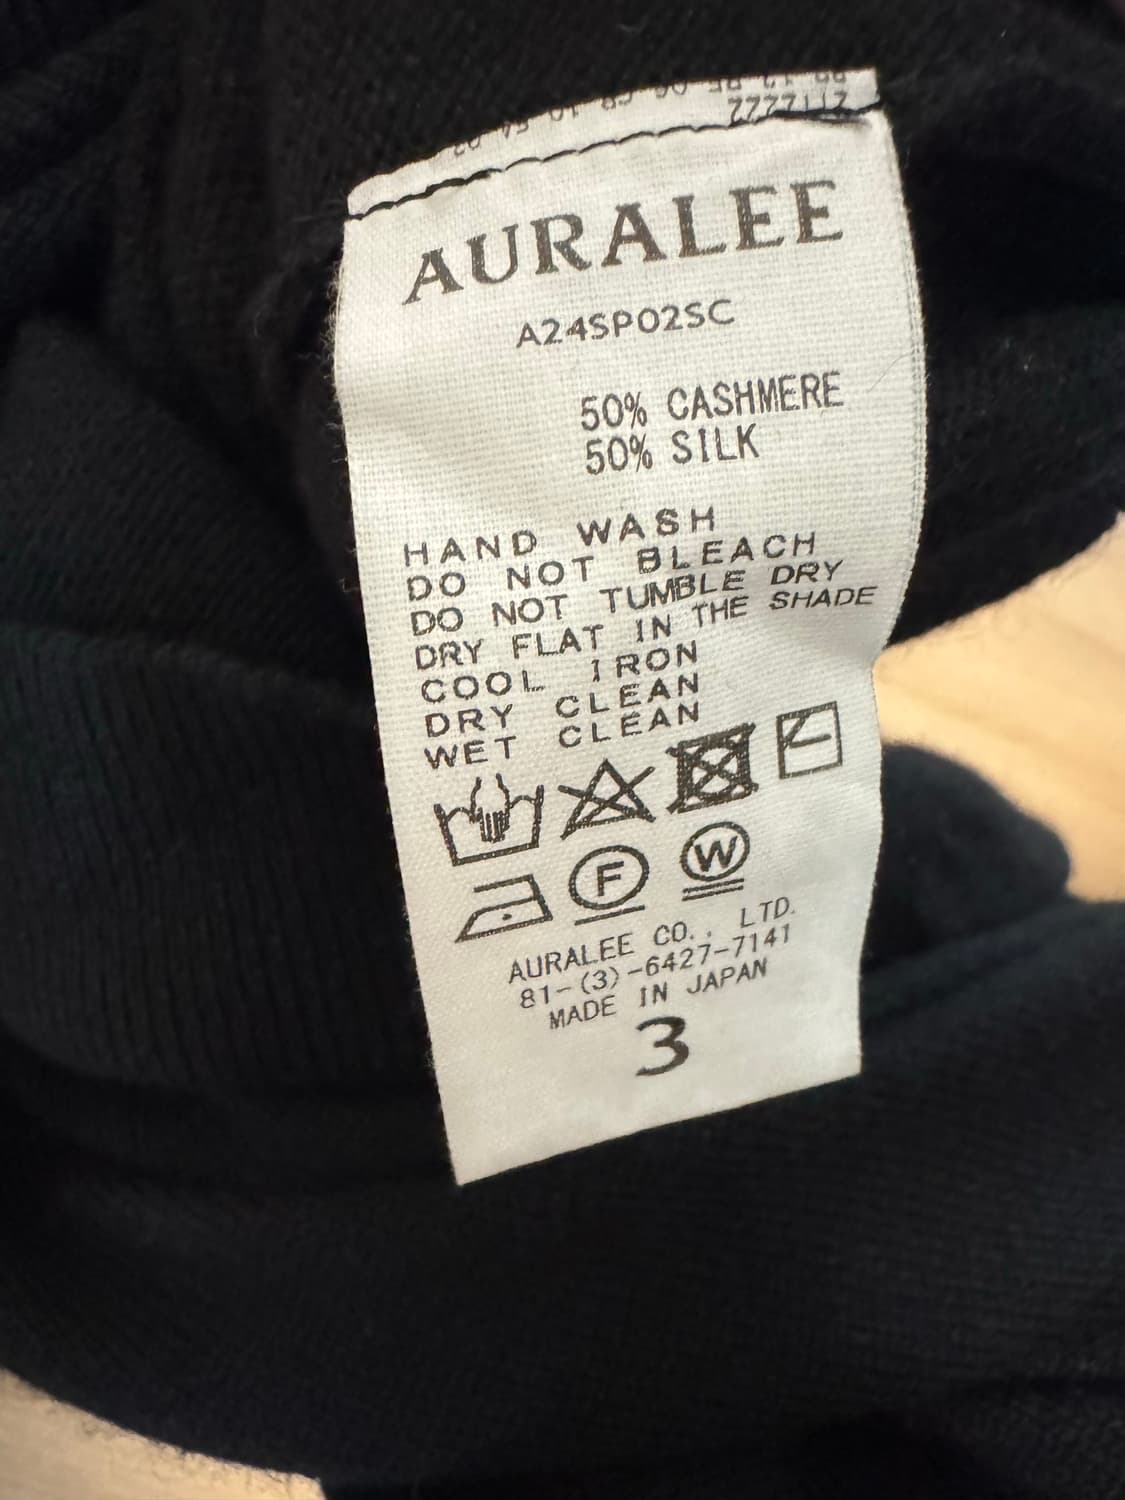 AURALEE
A24SP02SC
50% CASHMERE
50% SILK
HAND WASH
DO NOT BLEACH
DO NOT TUMBLE DRY
DRY FLAT IN THE SHADE
COOL IRON
DRY CLEAN
WET CLEAN
F W
AURALEE CO., LTD.
81-(3)-6427-7141
MADE IN JAPAN
3